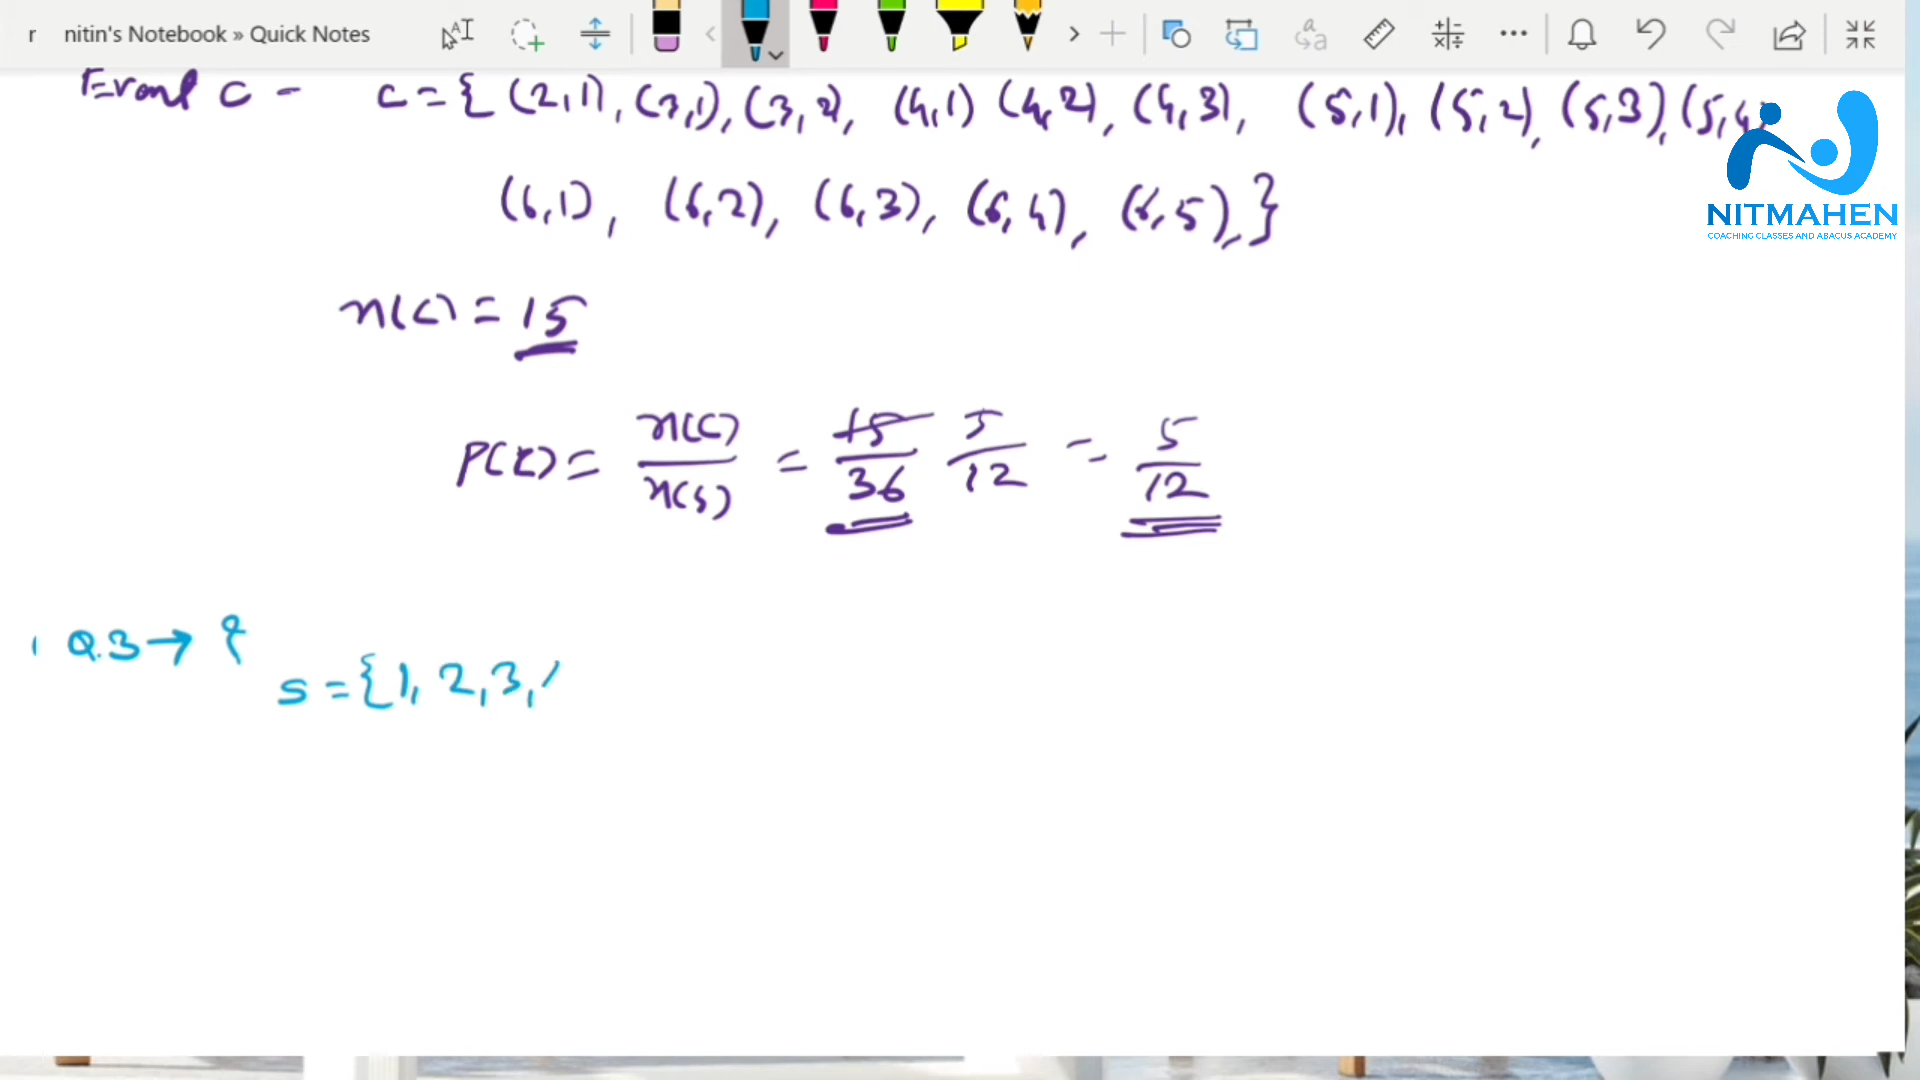 r nitin's Notebook » Quick Notes
Event C - C = { (2,1), (3,1), (3,2), (4,1) (4,2), (4,3), (5,1), (5,2), (5,3), (5,4)
(6,1), (6,2), (6,3), (6,4), (6,5), }
NITMAHEN
COACHING CLASSES AND ABACUS ACADEMY
n(C) = 15
P(C) = n(C)/n(S) = 15/36 5/12 = 5/12
Q.3 → {
S = {1, 2, 3,